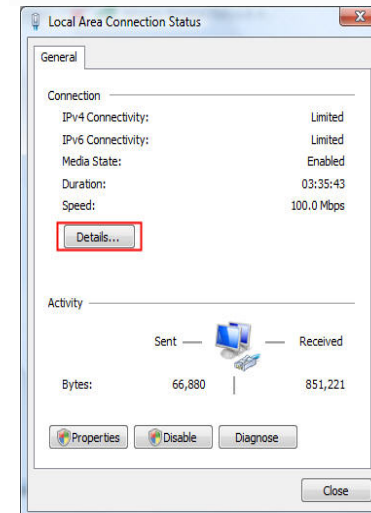 Local Area Connection Status
General
Connection
IPv4 Connectivity: Limited
IPv6 Connectivity: Limited
Media State: Enabled
Duration: 03:35:43
Speed: 100.0 Mbps
Details...
Activity
Sent Received
Bytes: 66,880 851,221
Properties Disable Diagnose
Close